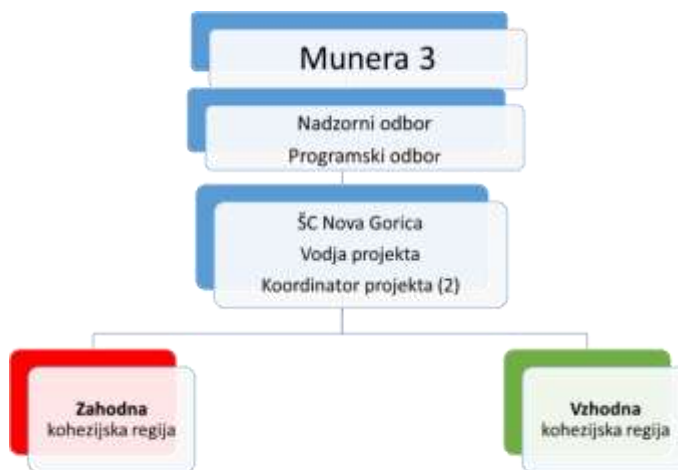 Munera 3
Nadzorni odbor
Programski odbor
ŠC Nova Gorica
Vodja projekta
Koordinator projekta (2)
Zahodna
kohezijska regija
Vzhodna
kohezijska regija